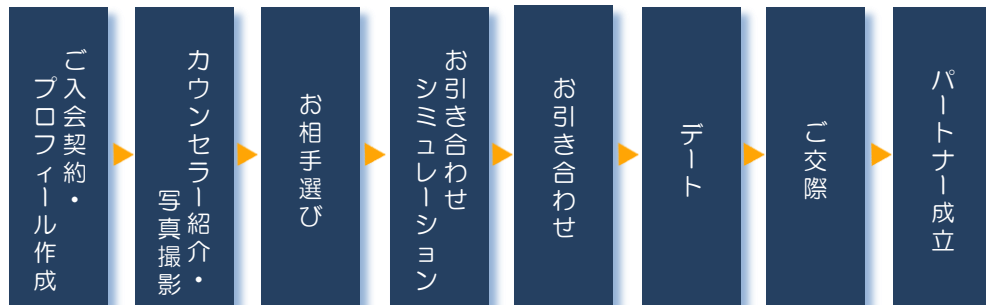 ご入会契約・
プロフィール作成
カウンセラー紹介・
写真撮影
お相手選び
お引き合わせ
シミュレーション
お引き合わせ
デート
ご交際
パートナー成立